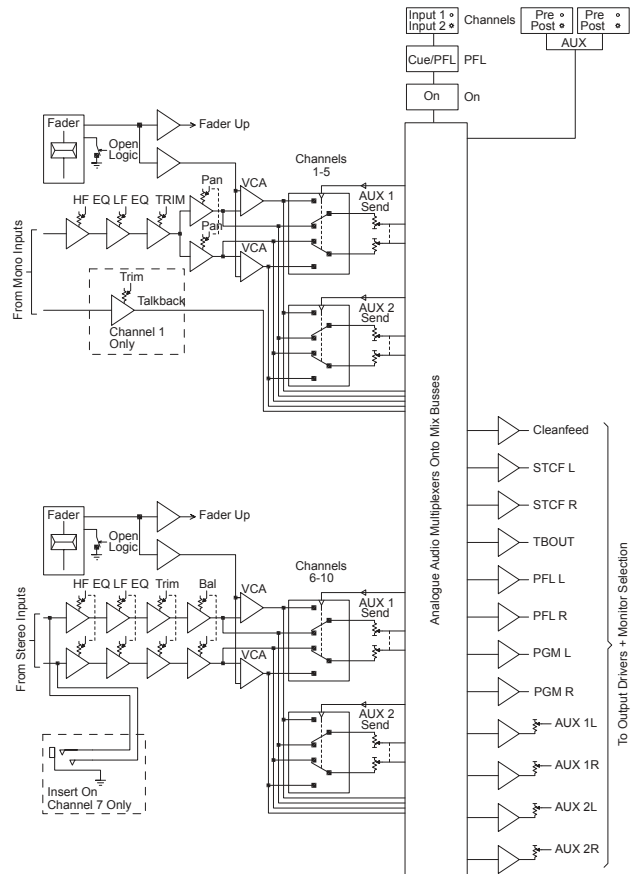 Input 1
Input 2
Channels
Pre
Post
Pre
Post
AUX
Cue/PFL
PFL
On
On
Fader
Fader Up
Open
Logic
Channels
1-5
Pan
VCA
AUX 1
Send
HF EQ LF EQ TRIM
Pan
VCA
From Mono Inputs
Trim
Talkback
Channel 1
Only
AUX 2
Send
Analogue Audio Multiplexers Onto Mix Busses
Cleanfeed
STCF L
STCF R
TBOUT
PFL L
PFL R
PGM L
PGM R
AUX 1L
AUX 1R
AUX 2L
AUX 2R
To Output Drivers + Monitor Selection
Fader
Fader Up
Open
Logic
Channels
6-10
HF EQ LF EQ Trim Bal
VCA
AUX 1
Send
VCA
From Stereo Inputs
AUX 2
Send
Insert On
Channel 7 Only